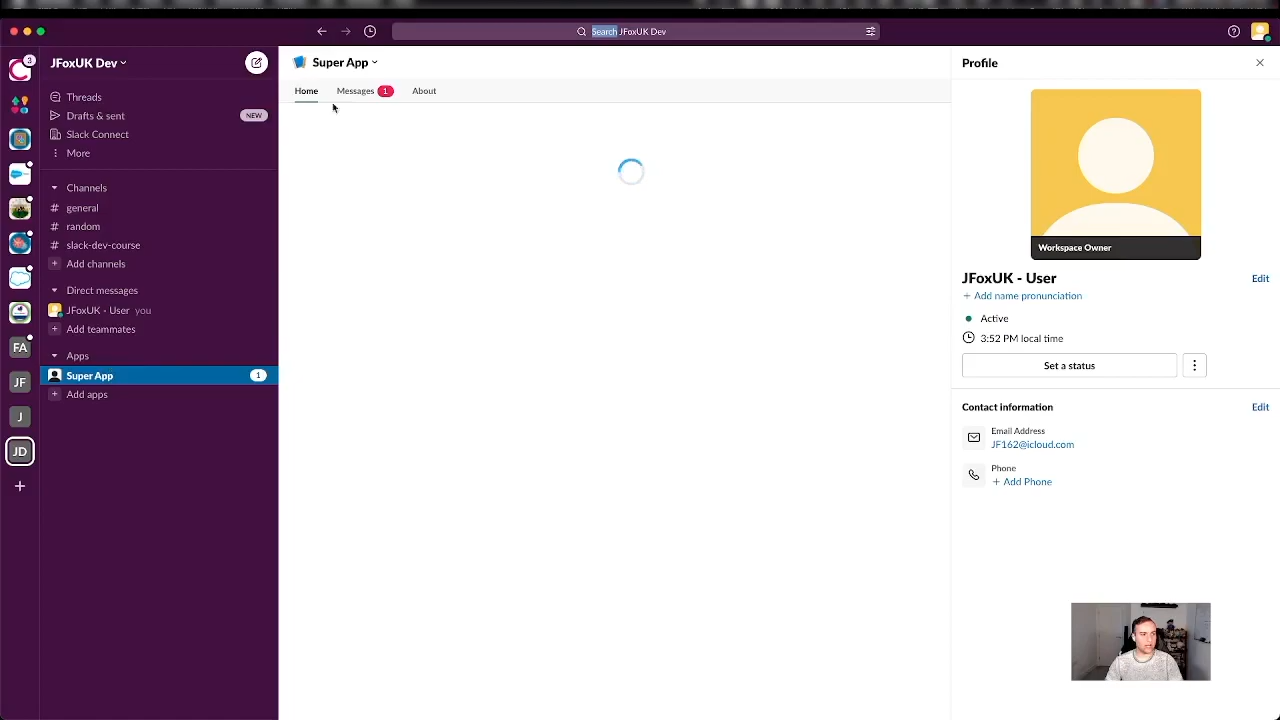 Search JFoxUK Dev
3
JFoxUK Dev
Threads
Drafts & sent
NEW
Slack Connect
More
Channels
# general
# random
# slack-dev-course
+ Add channels
Direct messages
JFoxUK - User you
+ Add teammates
Apps
Super App
1
+ Add apps
FA
JF
J
JD
+
Super App
Home
Messages 1
About
Profile
Workspace Owner
JFoxUK - User
Edit
+ Add name pronunciation
Active
3:52 PM local time
Set a status
Contact information
Edit
Email Address
JF162@icloud.com
Phone
+ Add Phone